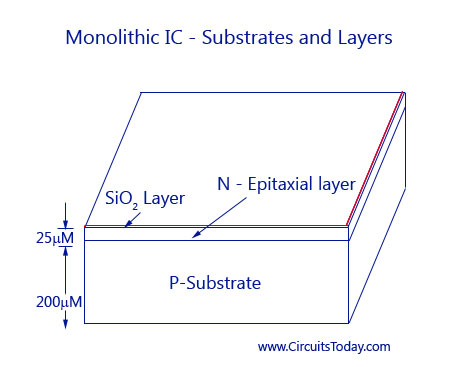 Monolithic IC - Substrates and Layers
N - Epitaxial layer
SiO₂ Layer
25μM
P-Substrate
200μM
www.CircuitsToday.com